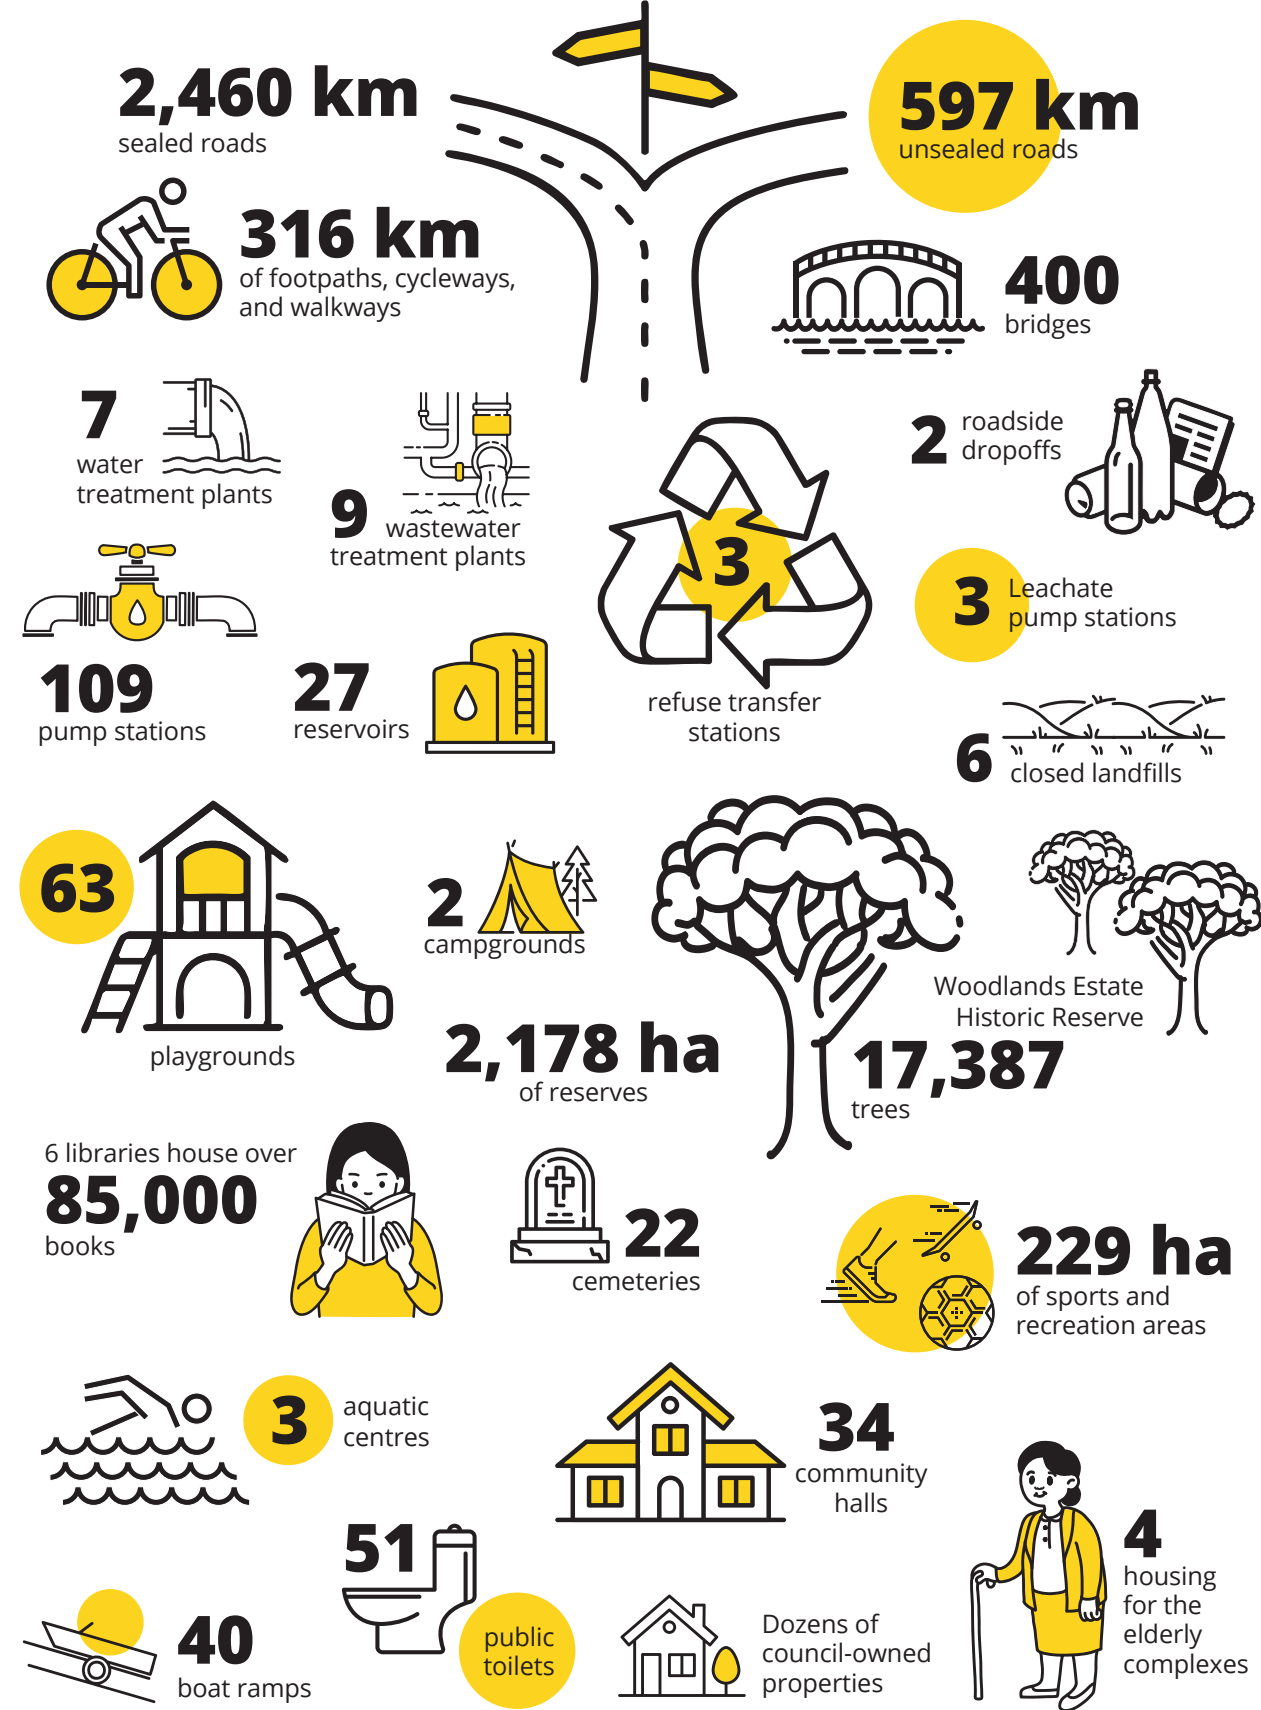 2,460 km
sealed roads
597 km
unsealed roads
316 km
of footpaths, cycleways,
and walkways
400
bridges
7
water
treatment plants
9 wastewater
treatment plants
2 roadside
dropoffs
3
refuse transfer
stations
3 Leachate
pump stations
109
pump stations
27
reservoirs
6 closed landfills
63
playgrounds
2
campgrounds
Woodlands Estate
Historic Reserve
2,178 ha
of reserves
17,387
trees
6 libraries house over
85,000
books
22
cemeteries
229 ha
of sports and
recreation areas
3 aquatic
centres
34
community
halls
51
public
toilets
4
housing
for the
elderly
complexes
40
boat ramps
Dozens of
council-owned
properties